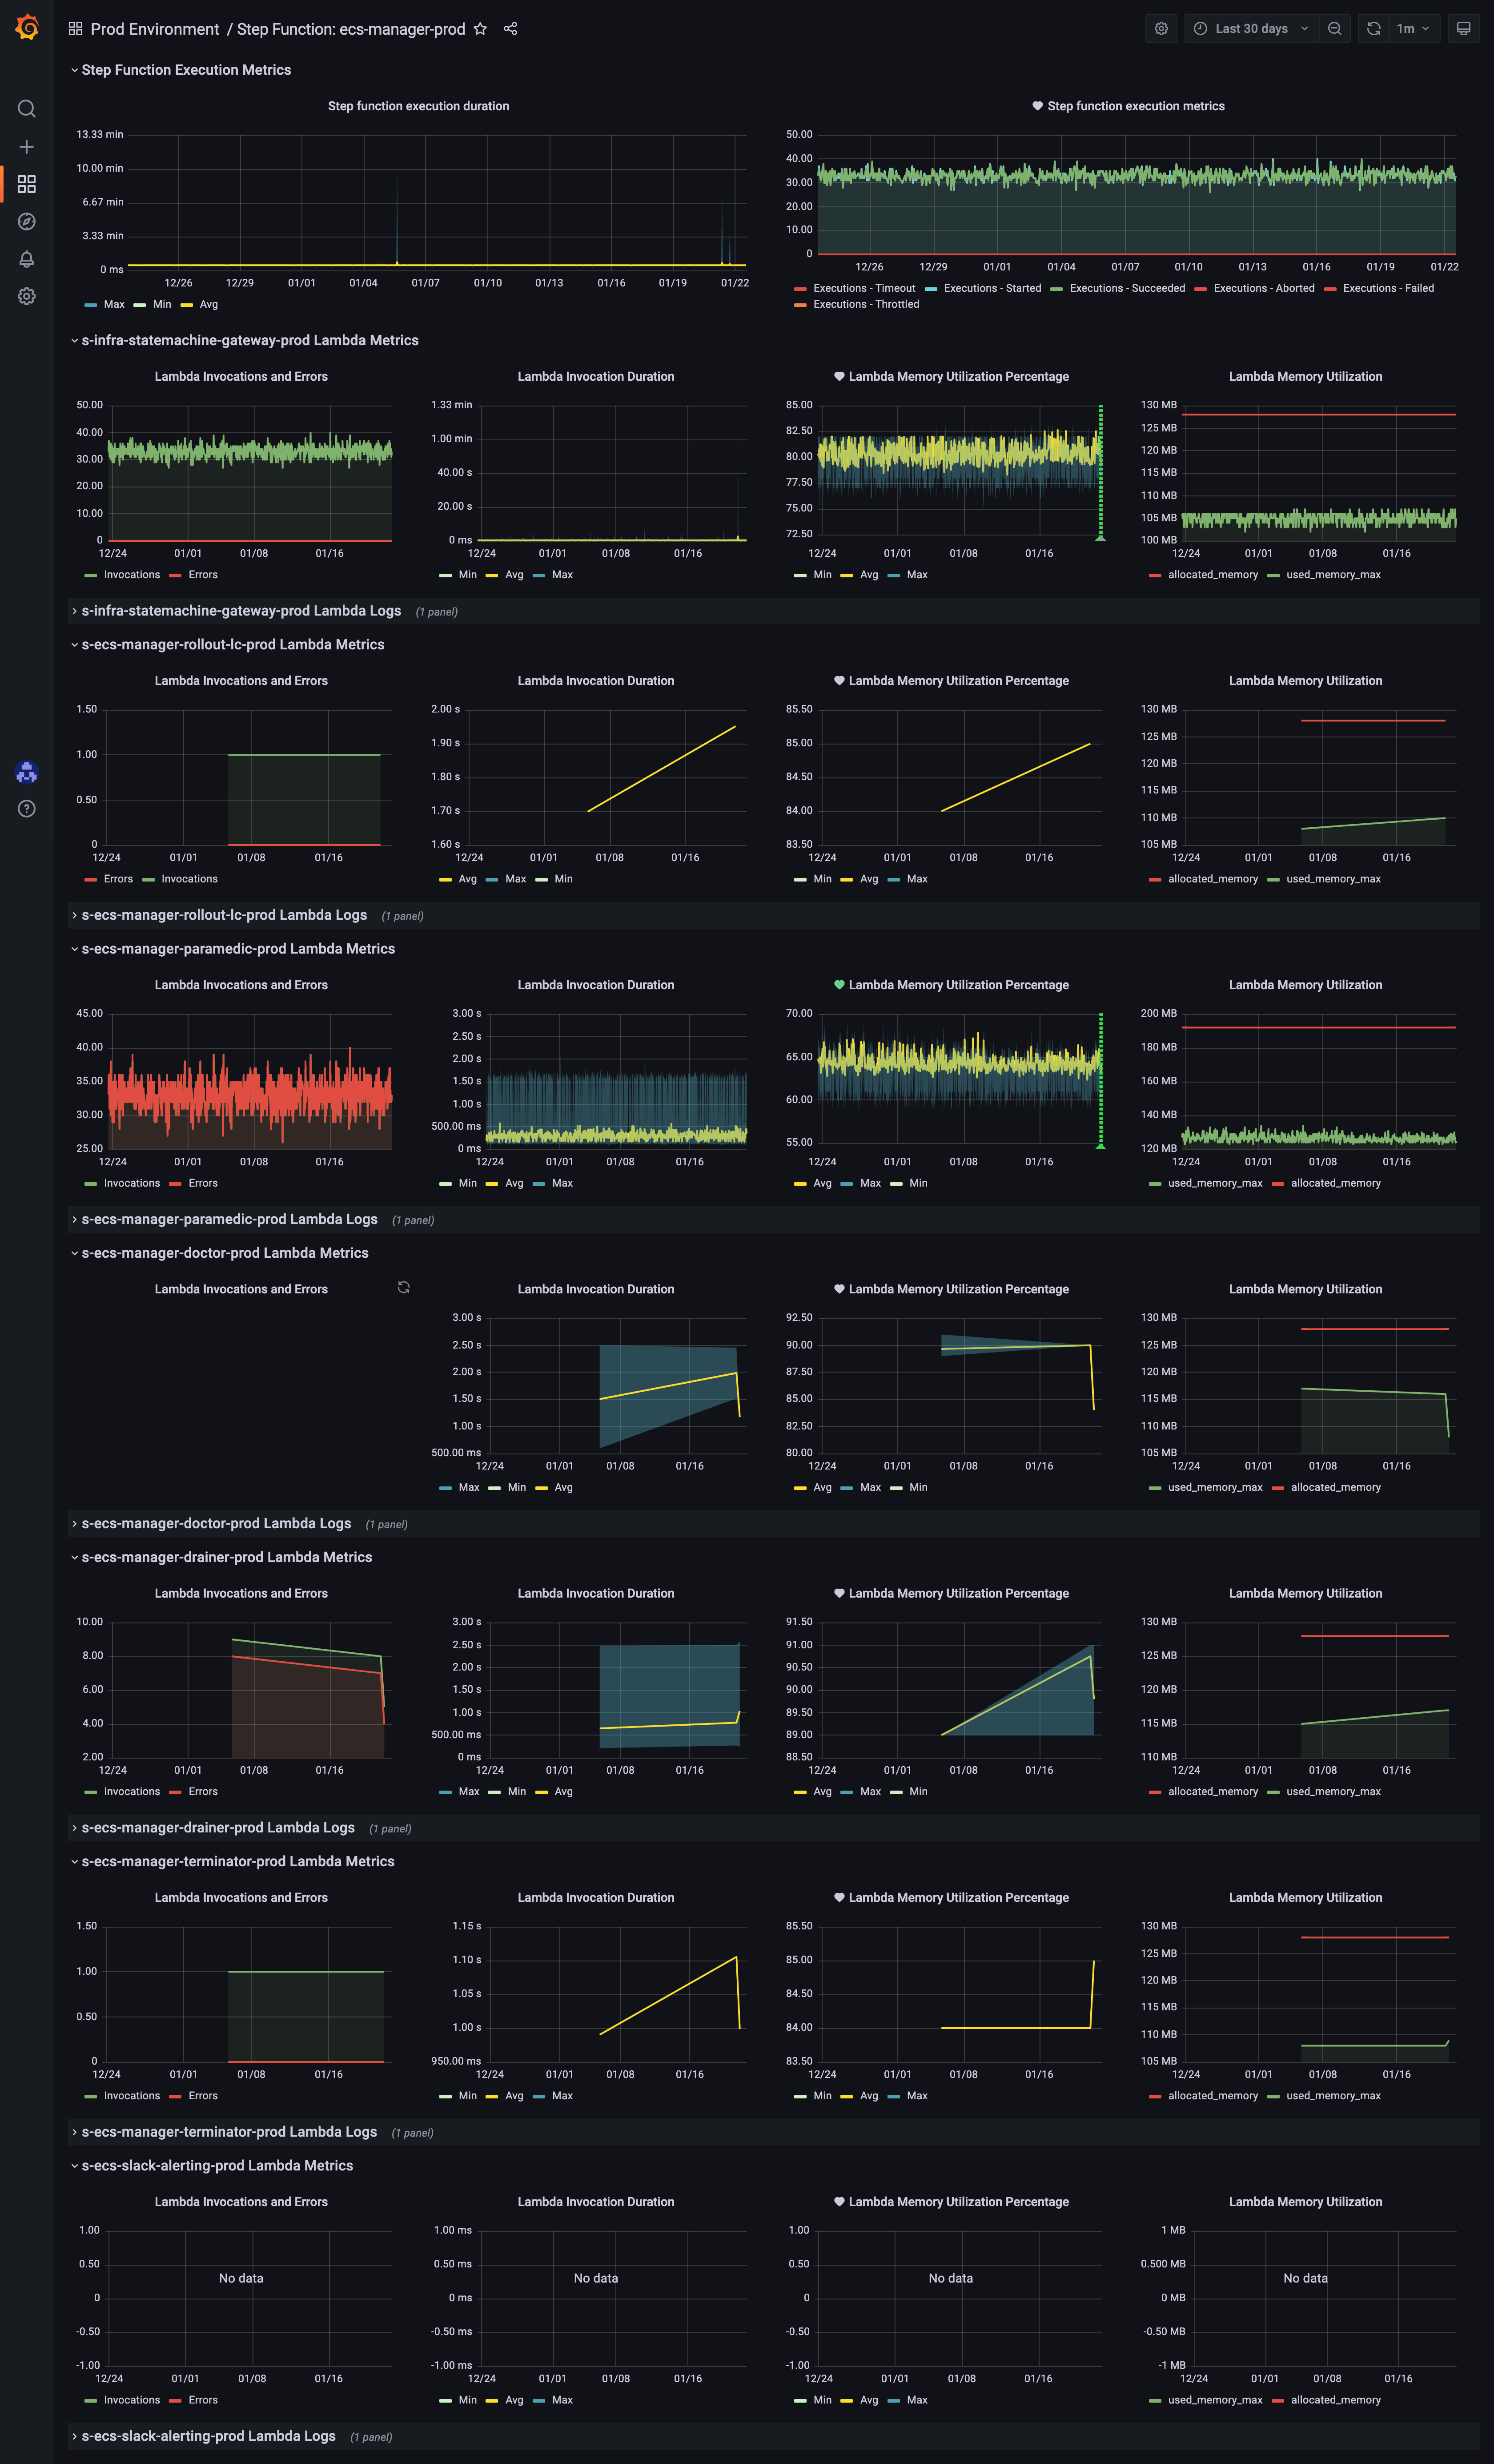 Prod Environment / Step Function: ecs-manager-prod
Last 30 days
1m
Step Function Execution Metrics
Step function execution duration
13.33 min
10.00 min
6.67 min
3.33 min
0 ms
12/26 12/29 01/01 01/04 01/07 01/10 01/13 01/16 01/19 01/22
Max Min Avg
Step function execution metrics
50.00
40.00
30.00
20.00
10.00
0
12/26 12/29 01/01 01/04 01/07 01/10 01/13 01/16 01/19 01/22
Executions - Timeout Executions - Started Executions - Succeeded Executions - Aborted Executions - Failed
Executions - Throttled
s-infra-statemachine-gateway-prod Lambda Metrics
Lambda Invocations and Errors
50.00
40.00
30.00
20.00
10.00
0
12/24 01/01 01/08 01/16
Invocations Errors
Lambda Invocation Duration
1.33 min
1.00 min
40.00 s
20.00 s
0 ms
12/24 01/01 01/08 01/16
Min Avg Max
Lambda Memory Utilization Percentage
85.00
82.50
80.00
77.50
75.00
72.50
12/24 01/01 01/08 01/16
Min Avg Max
Lambda Memory Utilization
130 MB
125 MB
120 MB
115 MB
110 MB
105 MB
100 MB
12/24 01/01 01/08 01/16
allocated_memory used_memory_max
s-infra-statemachine-gateway-prod Lambda Logs (1 panel)
s-ecs-manager-rollout-lc-prod Lambda Metrics
Lambda Invocations and Errors
1.50
1.00
0.50
0
12/24 01/01 01/08 01/16
Errors Invocations
Lambda Invocation Duration
2.00 s
1.90 s
1.80 s
1.70 s
1.60 s
12/24 01/01 01/08 01/16
Avg Max Min
Lambda Memory Utilization Percentage
85.50
85.00
84.50
84.00
83.50
12/24 01/01 01/08 01/16
Min Avg Max
Lambda Memory Utilization
130 MB
125 MB
120 MB
115 MB
110 MB
105 MB
12/24 01/01 01/08 01/16
allocated_memory used_memory_max
s-ecs-manager-rollout-lc-prod Lambda Logs (1 panel)
s-ecs-manager-paramedic-prod Lambda Metrics
Lambda Invocations and Errors
45.00
40.00
35.00
30.00
25.00
12/24 01/01 01/08 01/16
Invocations Errors
Lambda Invocation Duration
3.00 s
2.50 s
2.00 s
1.50 s
1.00 s
500.00 ms
0 ms
12/24 01/01 01/08 01/16
Min Avg Max
Lambda Memory Utilization Percentage
70.00
65.00
60.00
55.00
12/24 01/01 01/08 01/16
Avg Max Min
Lambda Memory Utilization
200 MB
180 MB
160 MB
140 MB
120 MB
12/24 01/01 01/08 01/16
used_memory_max allocated_memory
s-ecs-manager-paramedic-prod Lambda Logs (1 panel)
s-ecs-manager-doctor-prod Lambda Metrics
Lambda Invocations and Errors
Lambda Invocation Duration
3.00 s
2.50 s
2.00 s
1.50 s
1.00 s
500.00 ms
12/24 01/01 01/08 01/16
Max Min Avg
Lambda Memory Utilization Percentage
92.50
90.00
87.50
85.00
82.50
80.00
12/24 01/01 01/08 01/16
Avg Max Min
Lambda Memory Utilization
130 MB
125 MB
120 MB
115 MB
110 MB
105 MB
12/24 01/01 01/08 01/16
used_memory_max allocated_memory
s-ecs-manager-doctor-prod Lambda Logs (1 panel)
s-ecs-manager-drainer-prod Lambda Metrics
Lambda Invocations and Errors
10.00
8.00
6.00
4.00
2.00
12/24 01/01 01/08 01/16
Invocations Errors
Lambda Invocation Duration
3.00 s
2.50 s
2.00 s
1.50 s
1.00 s
500.00 ms
0 ms
12/24 01/01 01/08 01/16
Max Min Avg
Lambda Memory Utilization Percentage
91.50
91.00
90.50
90.00
89.50
89.00
88.50
12/24 01/01 01/08 01/16
Avg Max Min
Lambda Memory Utilization
130 MB
125 MB
120 MB
115 MB
110 MB
12/24 01/01 01/08 01/16
allocated_memory used_memory_max
s-ecs-manager-drainer-prod Lambda Logs (1 panel)
s-ecs-manager-terminator-prod Lambda Metrics
Lambda Invocations and Errors
1.50
1.00
0.50
0
12/24 01/01 01/08 01/16
Invocations Errors
Lambda Invocation Duration
1.15 s
1.10 s
1.05 s
1.00 s
950.00 ms
12/24 01/01 01/08 01/16
Min Avg Max
Lambda Memory Utilization Percentage
85.50
85.00
84.50
84.00
83.50
12/24 01/01 01/08 01/16
Min Avg Max
Lambda Memory Utilization
130 MB
125 MB
120 MB
115 MB
110 MB
105 MB
12/24 01/01 01/08 01/16
allocated_memory used_memory_max
s-ecs-manager-terminator-prod Lambda Logs (1 panel)
s-ecs-slack-alerting-prod Lambda Metrics
Lambda Invocations and Errors
1.00
0.50
No data
0
-0.50
-1.00
12/24 01/01 01/08 01/16
Invocations Errors
Lambda Invocation Duration
1.00 ms
0.50 ms
No data
0 ms
-0.50 ms
-1.00 ms
12/24 01/01 01/08 01/16
Min Avg Max
Lambda Memory Utilization Percentage
1.00
0.50
No data
0
-0.50
-1.00
12/24 01/01 01/08 01/16
Min Avg Max
Lambda Memory Utilization
1 MB
0.500 MB
No data
0 MB
-0.50 MB
-1 MB
12/24 01/01 01/08 01/16
used_memory_max allocated_memory
s-ecs-slack-alerting-prod Lambda Logs (1 panel)